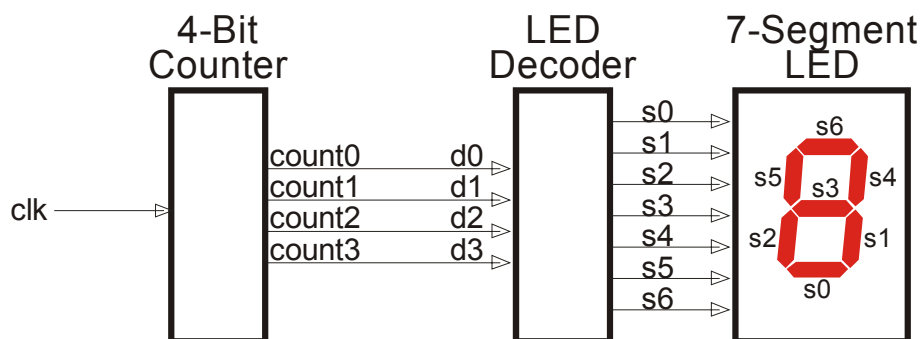 4-Bit
Counter
LED
Decoder
7-Segment
LED
clk
count0 d0
count1 d1
count2 d2
count3 d3
s0
s1
s2
s3
s4
s5
s6
s6
s5
s4
s3
s2
s1
s0